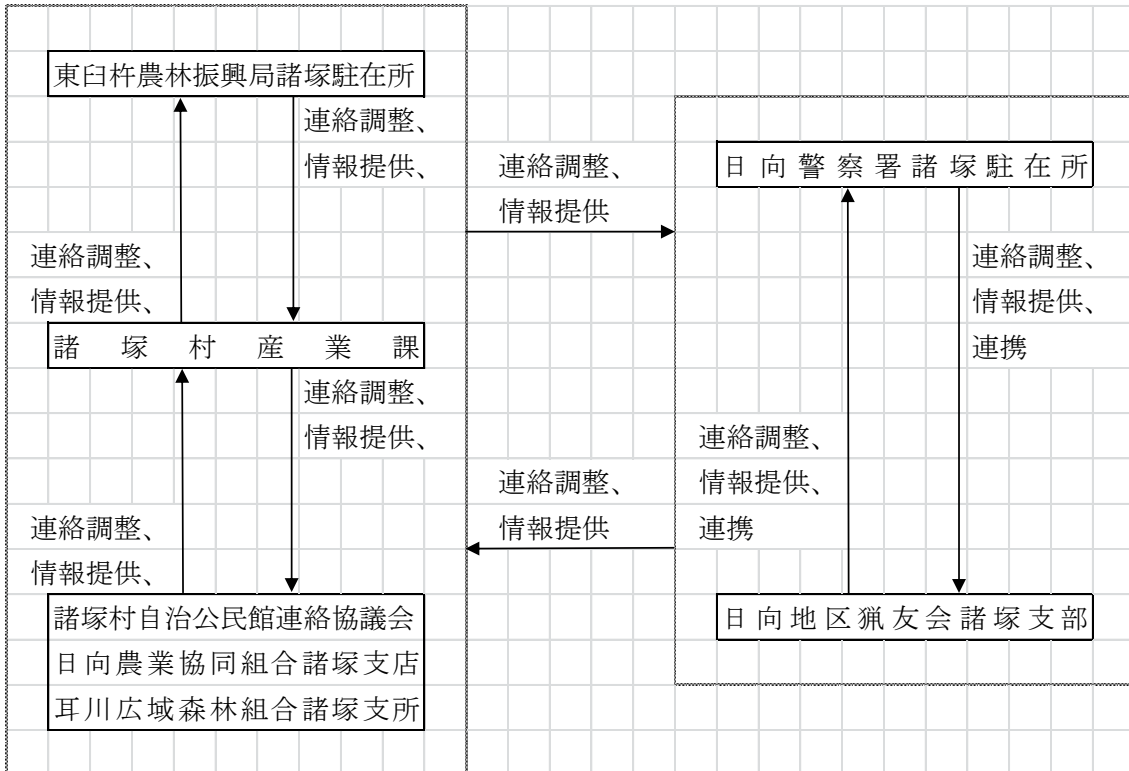 東臼杵農林振興局諸塚駐在所
連絡調整、
情報提供、
連絡調整、
情報提供、
諸塚村産業課
連絡調整、
情報提供、
連絡調整、
情報提供、
諸塚村自治公民館連絡協議会
日向農業協同組合諸塚支店
耳川広域森林組合諸塚支所
連絡調整、
情報提供
連絡調整、
情報提供
日向警察署諸塚駐在所
連絡調整、
情報提供、
連携
連絡調整、
情報提供、
連携
日向地区猟友会諸塚支部